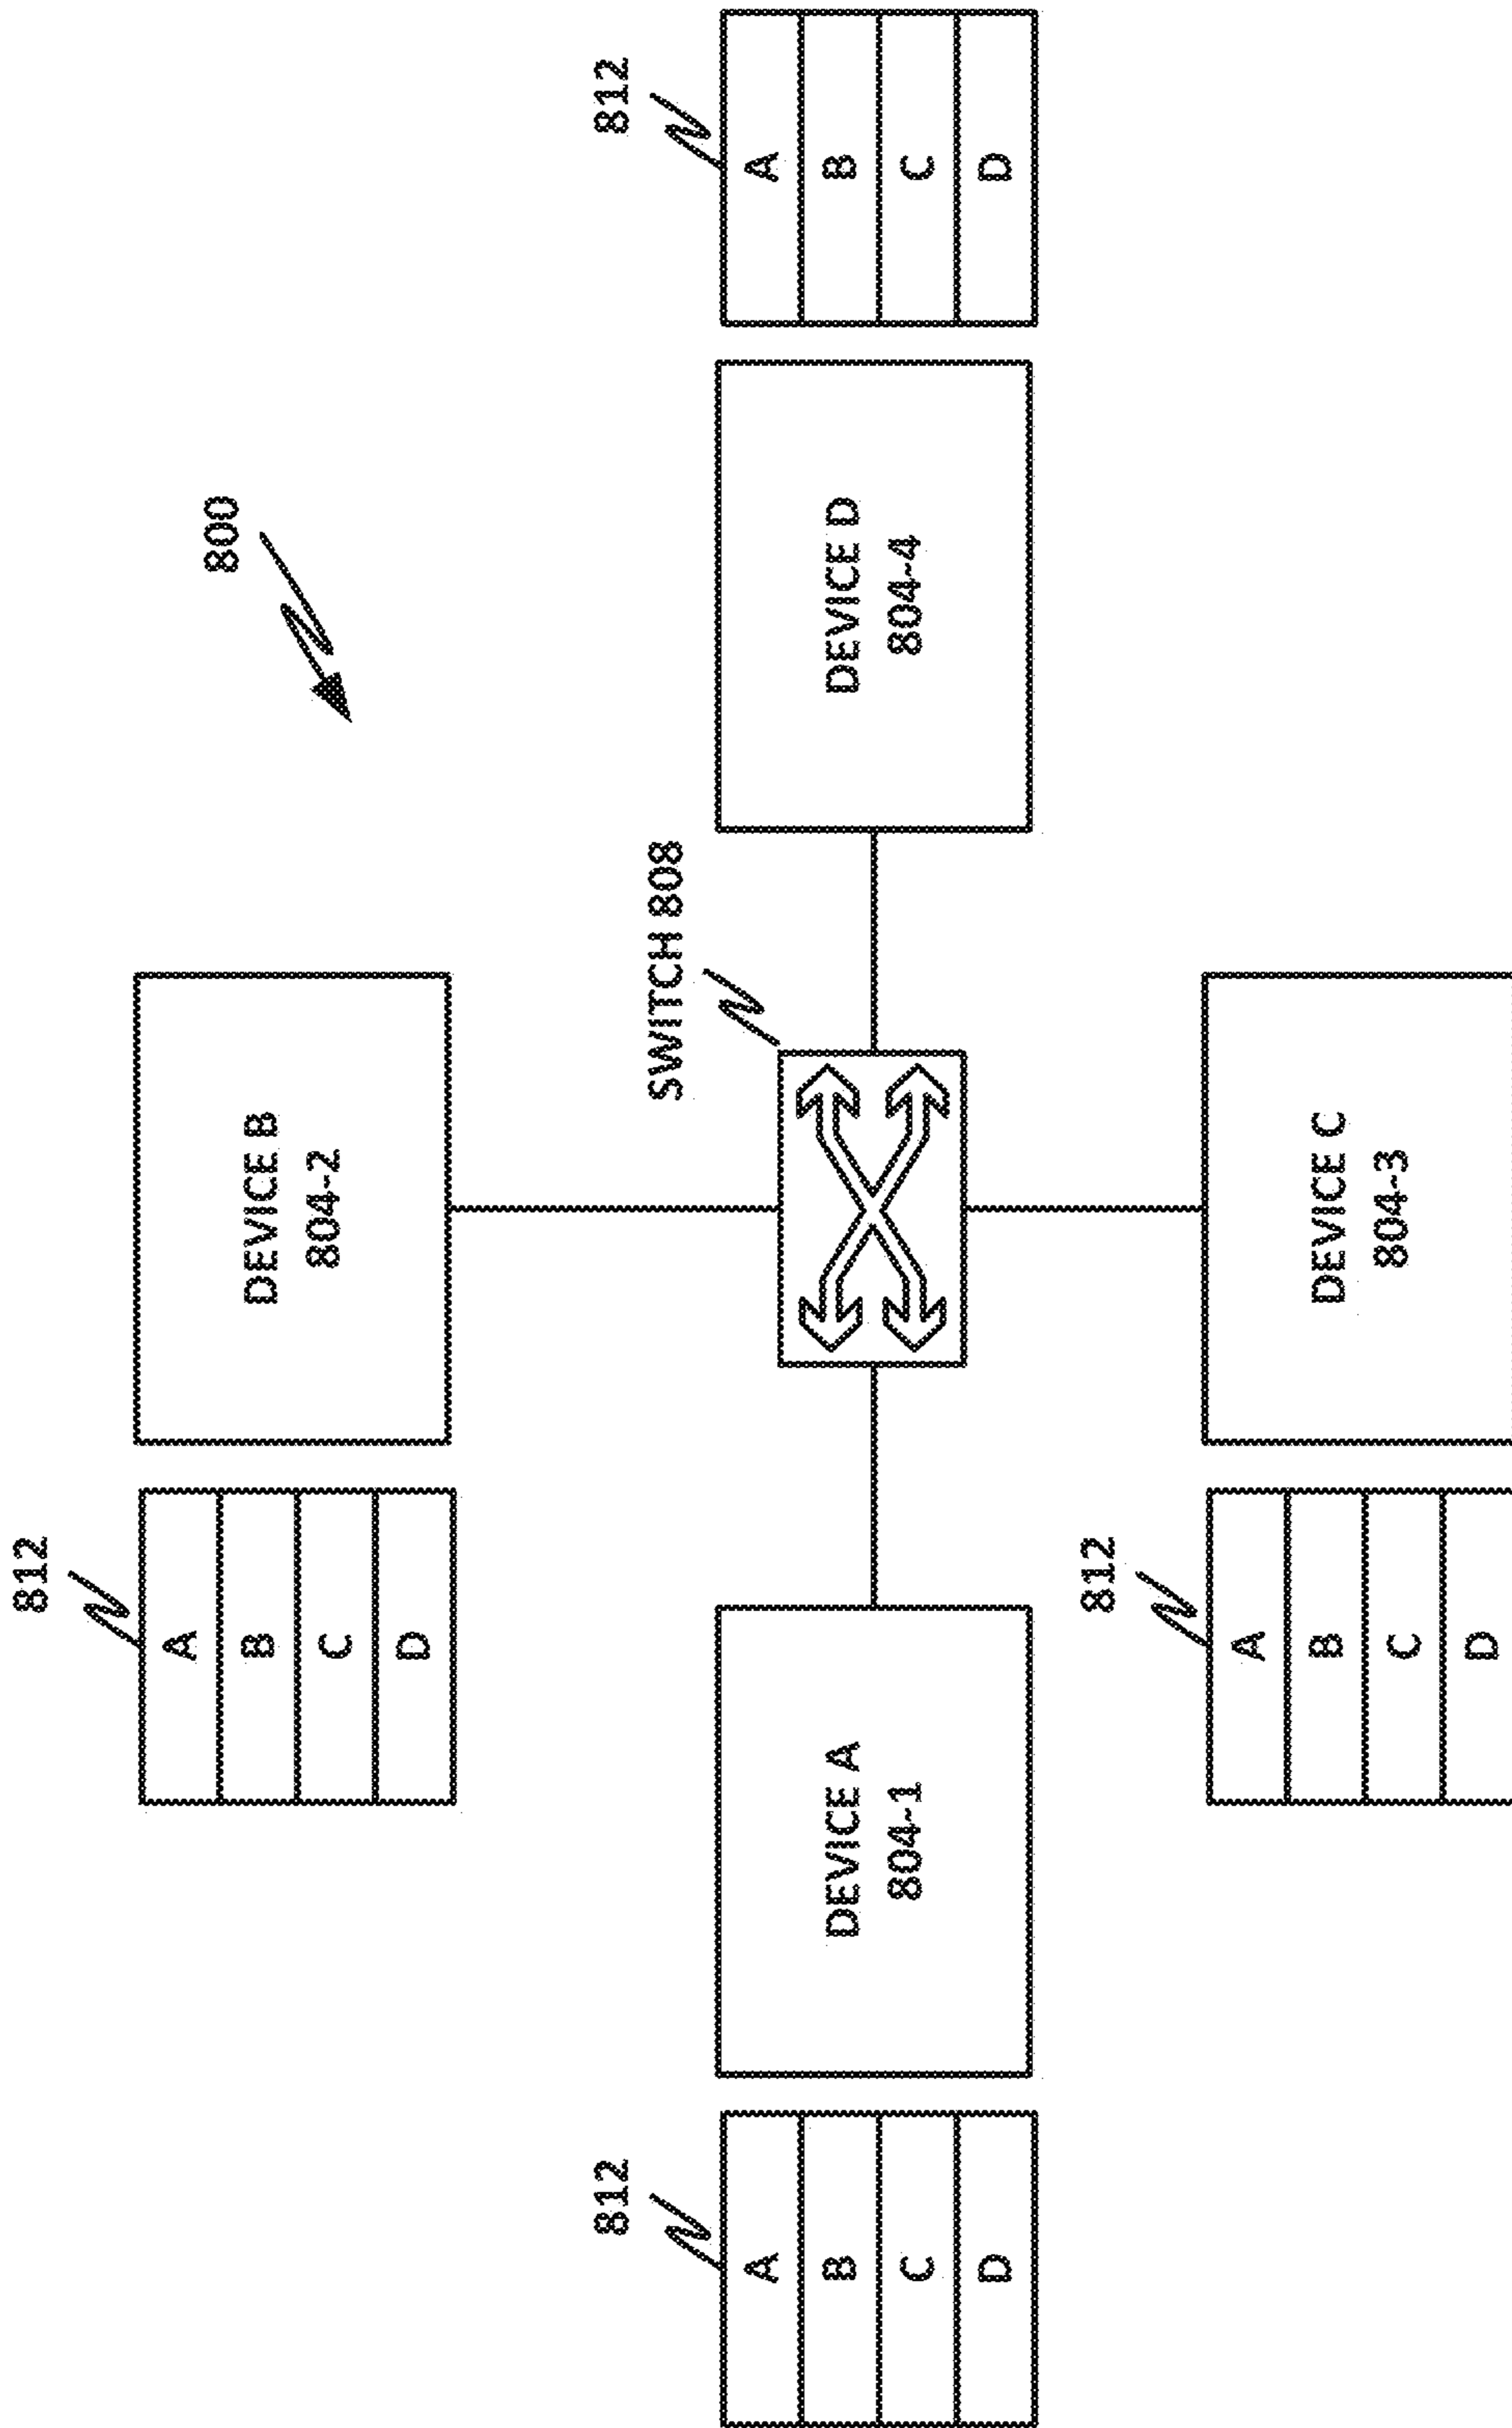 812
800
A
B
C
D
DEVICE B
804-2
812
SWITCH 808
812
A
B
C
D
DEVICE A
804-1
DEVICE D
804-4
A
B
C
D
812
A
B
C
D
DEVICE C
804-3